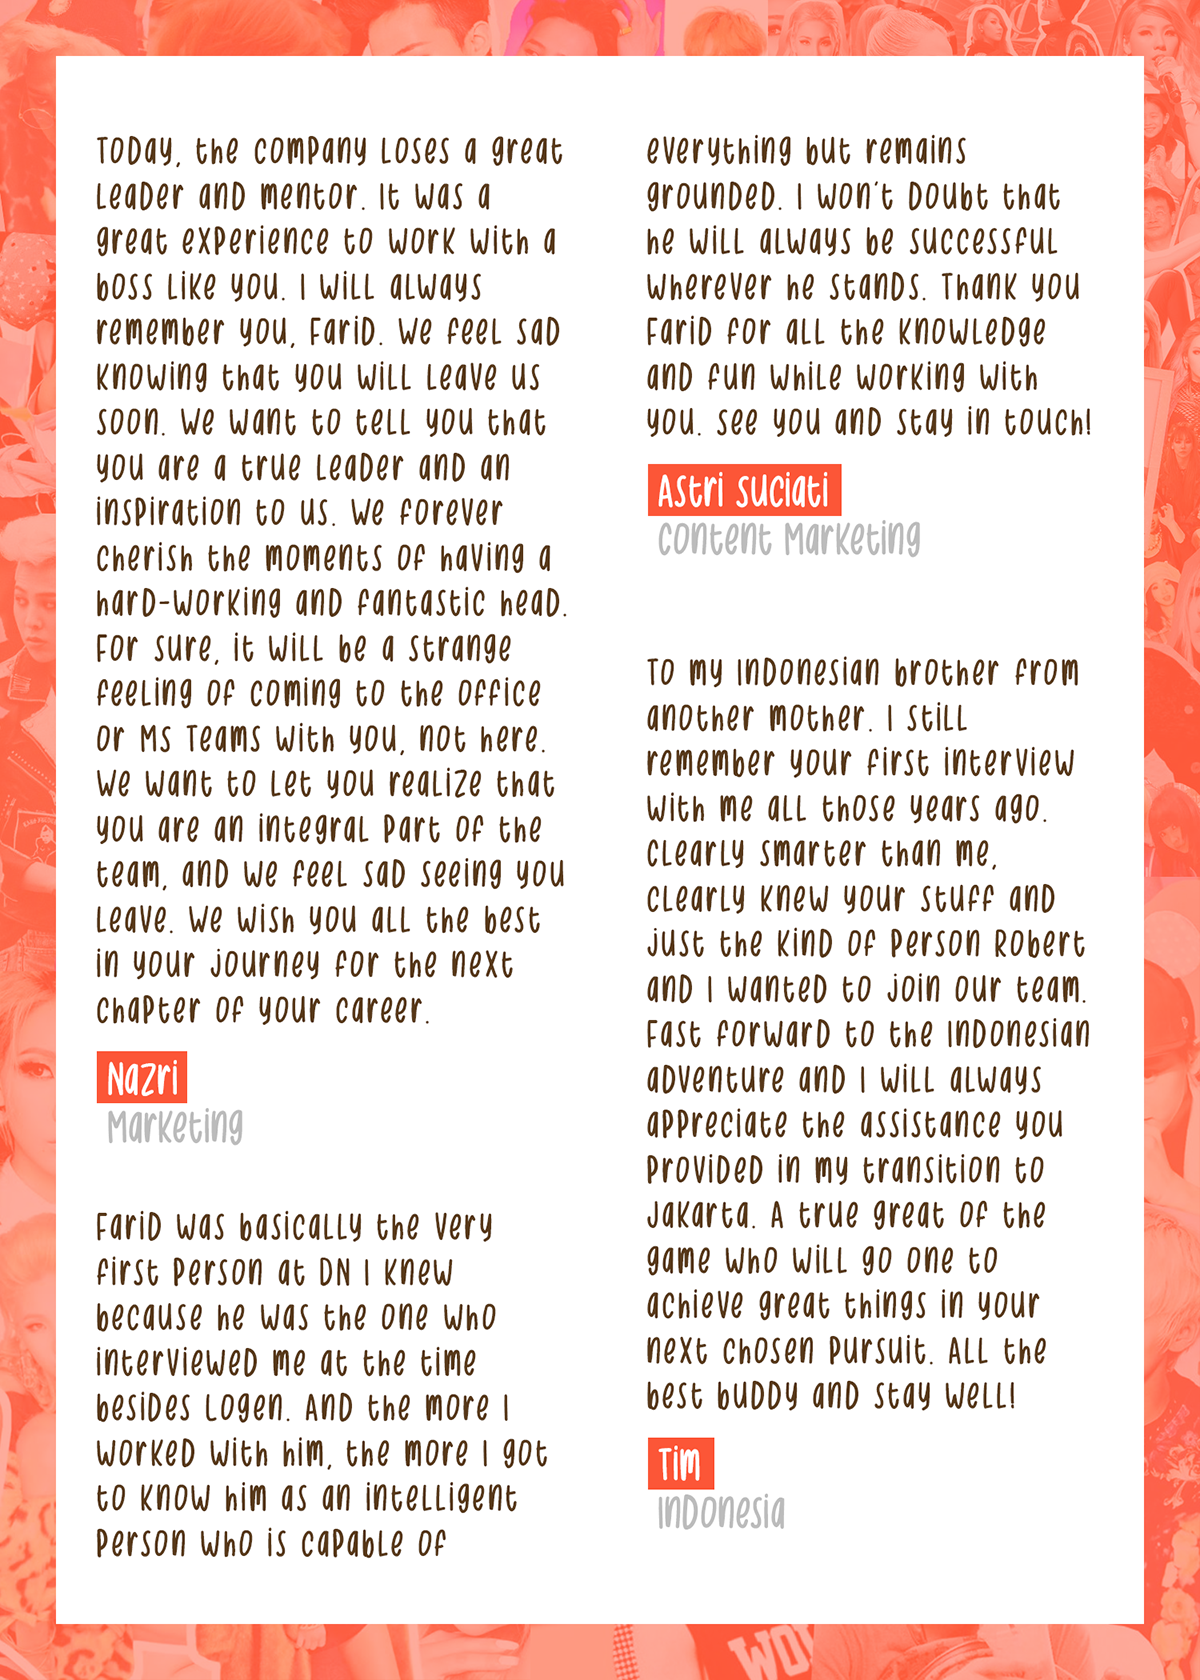 Today, the company loses a great
leader and mentor. It was a
great experience to work with a
boss like you. I will always
remember you, Farid. We feel sad
knowing that you will leave us
soon. We want to tell you that
you are a true leader and an
inspiration to us. We forever
cherish the moments of having a
hard-working and fantastic head.
For sure, it will be a strange
feeling of coming to the office
or Ms Teams with you, not here.
We want to let you realize that
you are an integral part of the
team, and we feel sad seeing you
leave. We wish you all the best
in your journey for the next
chapter of your career.
Nazri
Marketing
Farid was basically the very
first person at DN I knew
because he was the one who
interviewed me at the time
besides Logen. And the more I
worked with him, the more I got
to know him as an intelligent
person who is capable of
everything but remains
grounded. I won't doubt that
he will always be successful
wherever he stands. Thank you
Farid for all the knowledge
and fun while working with
you. See you and stay in touch!
Astri Suciati
Content Marketing
To my Indonesian brother from
another mother. I still
remember your first interview
with me all those years ago.
Clearly smarter than me,
clearly knew your stuff and
just the kind of person Robert
and I wanted to join our team.
Fast forward to the Indonesian
adventure and I will always
appreciate the assistance you
provided in my transition to
Jakarta. A true great of the
game who will go one to
achieve great things in your
next chosen pursuit. All the
best buddy and stay well!
Tim
Indonesia